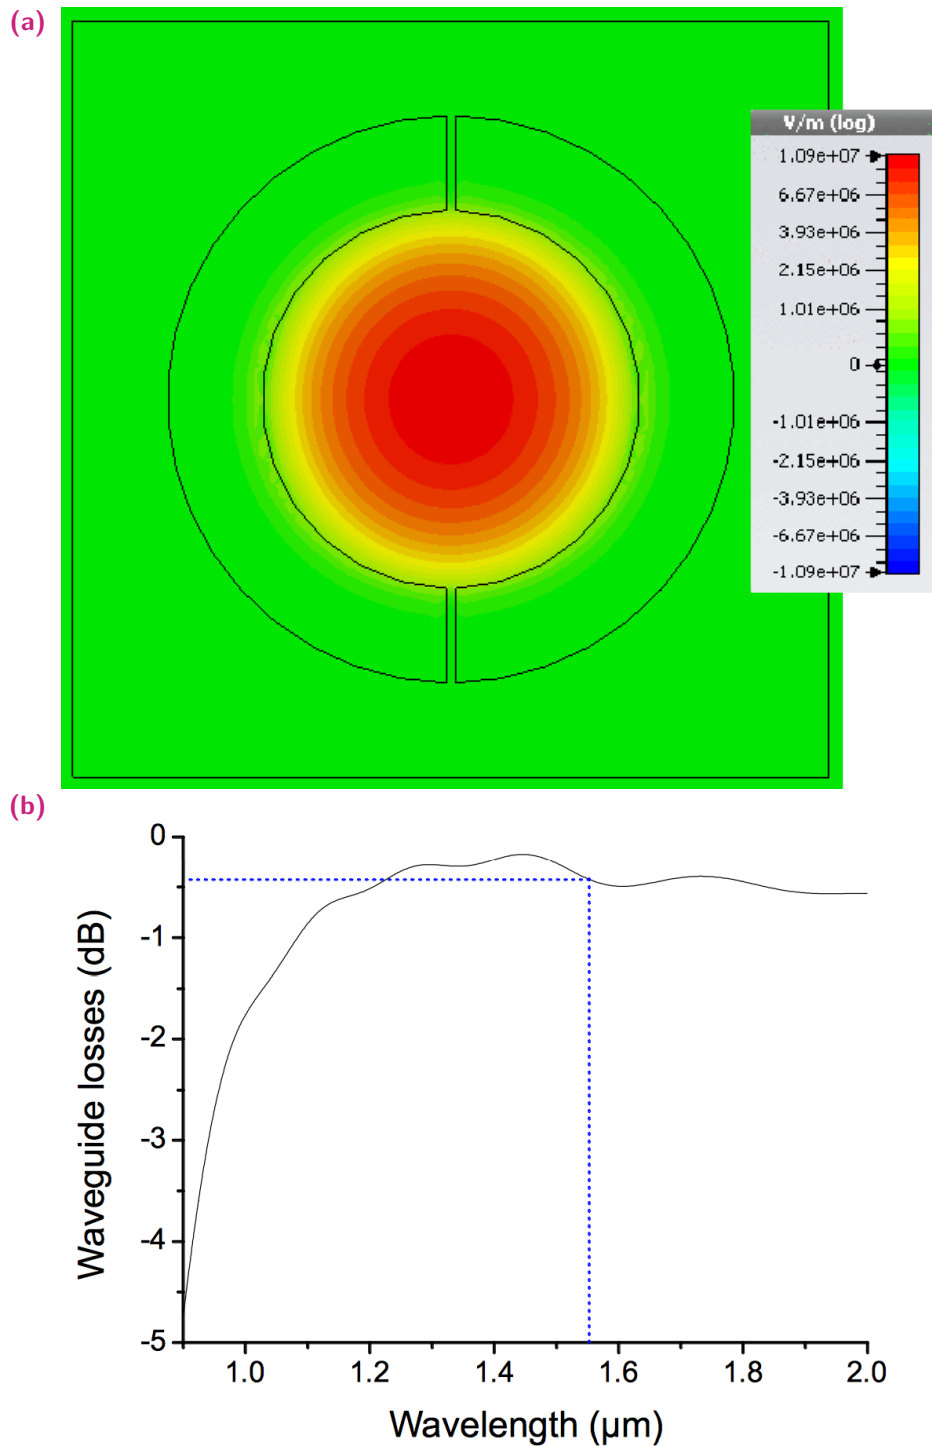 (a)
V/m (log)
1.09e+07
6.67e+06
3.93e+06
2.15e+06
1.01e+06
0
-1.01e+06
-2.15e+06
-3.93e+06
-6.67e+06
-1.09e+07
(b)
0
-1
-2
-3
-4
-5
Waveguide losses (dB)
1.0 1.2 1.4 1.6 1.8 2.0
Wavelength (μm)